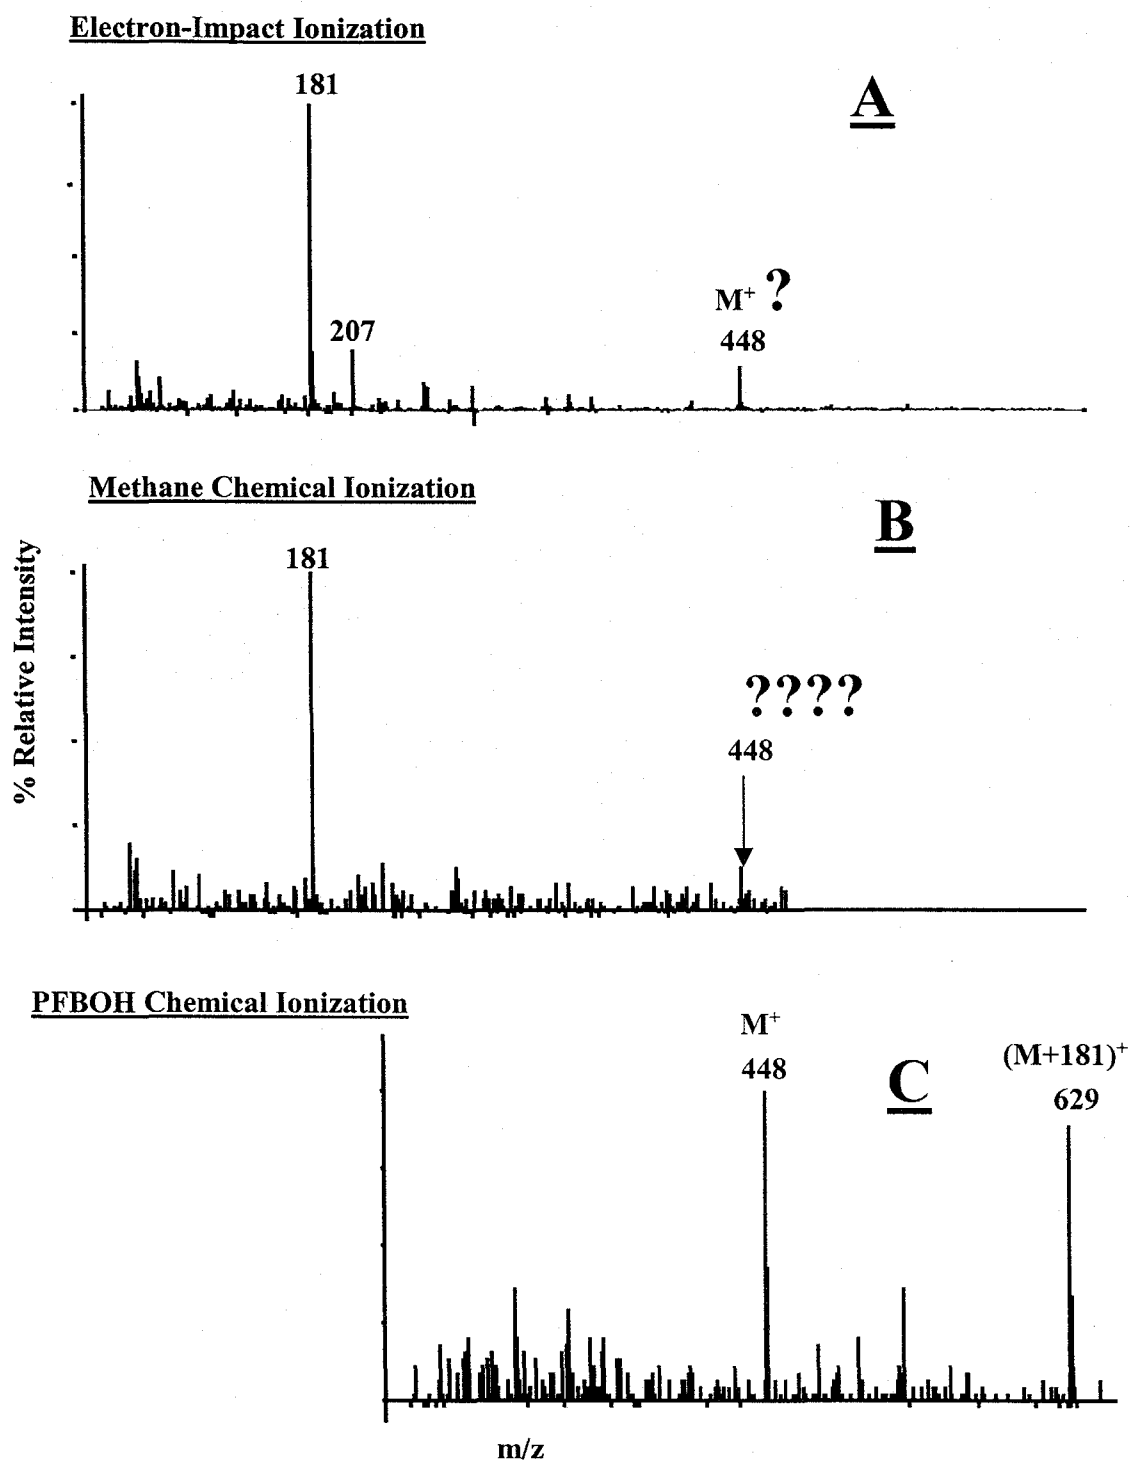 Electron-Impact Ionization
A
181
207
M+ ?
448
Methane Chemical Ionization
B
181
????
448
% Relative Intensity
PFBOH Chemical Ionization
C
M+
448
(M+181)+
629
m/z